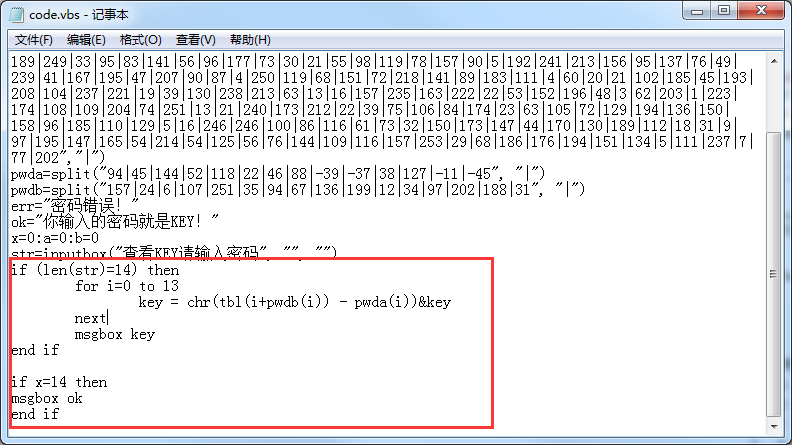 code.vbs - 记事本
文件(F) 编辑(E) 格式(O) 查看(V) 帮助(H)
189|249|33|95|83|141|56|96|177|73|30|21|55|98|119|78|157|90|5|192|241|213|156|95|137|76|49|
239|41|167|195|47|207|90|87|4|250|119|68|151|72|218|141|89|183|111|4|60|20|21|102|185|45|193|
208|104|237|221|19|39|130|238|213|63|13|16|157|235|163|222|22|53|152|196|48|3|62|203|1|223|
174|108|109|204|74|251|13|21|240|173|212|22|39|75|106|84|174|23|63|105|72|129|194|136|150|
158|96|185|110|129|5|16|246|246|100|86|116|61|73|32|150|173|147|44|170|130|189|112|18|31|9|
97|195|147|165|54|214|54|125|56|76|144|109|116|157|253|29|68|186|176|194|151|134|5|111|237|7|
77|202","|")
pwda=split("94|45|144|52|118|22|46|88|-39|-37|38|127|-11|-45", "|")
pwdb=split("157|24|6|107|251|35|94|67|136|199|12|34|97|202|188|31", "|")
err="密码错误！"
ok="你输入的密码就是KEY！"
x=0:a=0:b=0
str=inputbox("查看KEY请输入密码", "", "")
if (len(str)=14) then
for i=0 to 13
key = chr(tbl(i+pwdb(i)) - pwda(i))&key
next
msgbox key
end if
if x=14 then
msgbox ok
end if